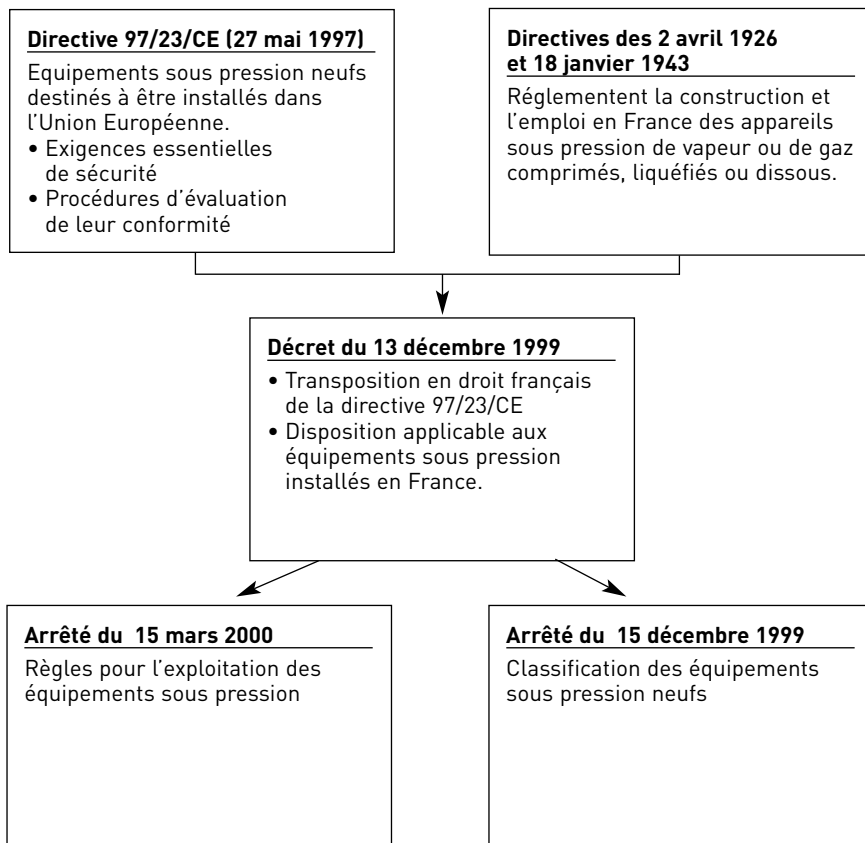 Directive 97/23/CE (27 mai 1997)
Equipements sous pression neufs
destinés à être installés dans
l'Union Européenne.
• Exigences essentielles
de sécurité
• Procédures d'évaluation
de leur conformité
Directives des 2 avril 1926
et 18 janvier 1943
Réglementent la construction et
l'emploi en France des appareils
sous pression de vapeur ou de gaz
comprimés, liquéfiés ou dissous.
Décret du 13 décembre 1999
• Transposition en droit français
de la directive 97/23/CE
• Disposition applicable aux
équipements sous pression
installés en France.
Arrêté du 15 mars 2000
Règles pour l'exploitation des
équipements sous pression
Arrêté du 15 décembre 1999
Classification des équipements
sous pression neufs